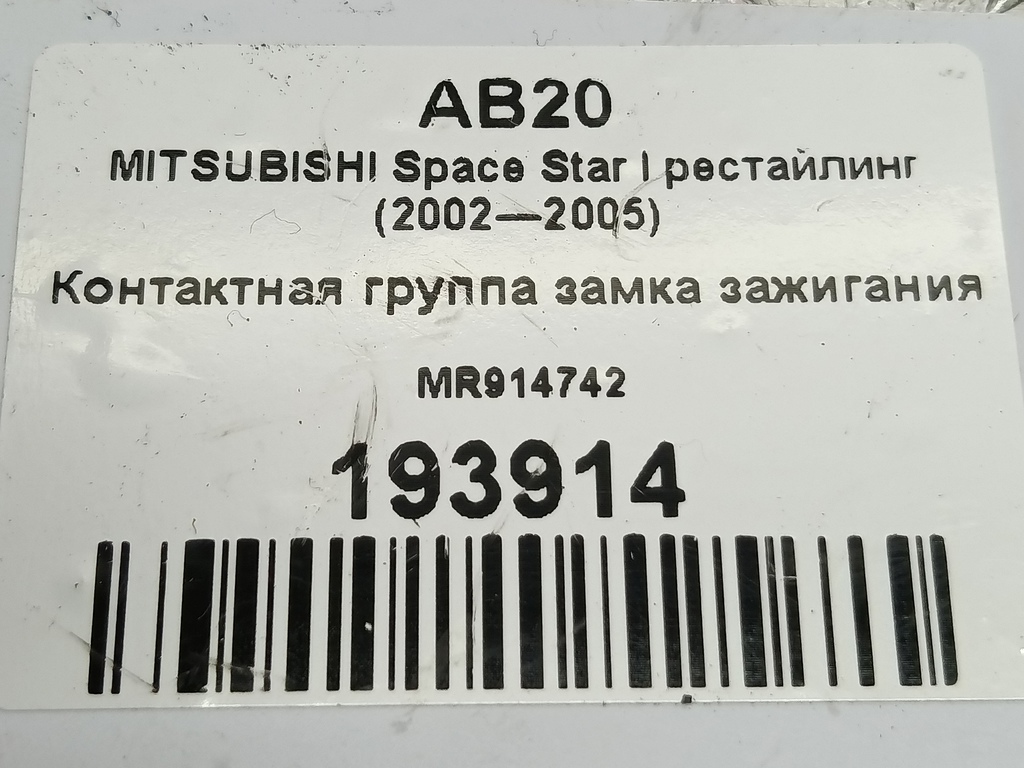 AB20
MITSUBISHI Space Star I рестайлинг
(2002—2005)
Контактная группа замка зажигания
MR914742
193914